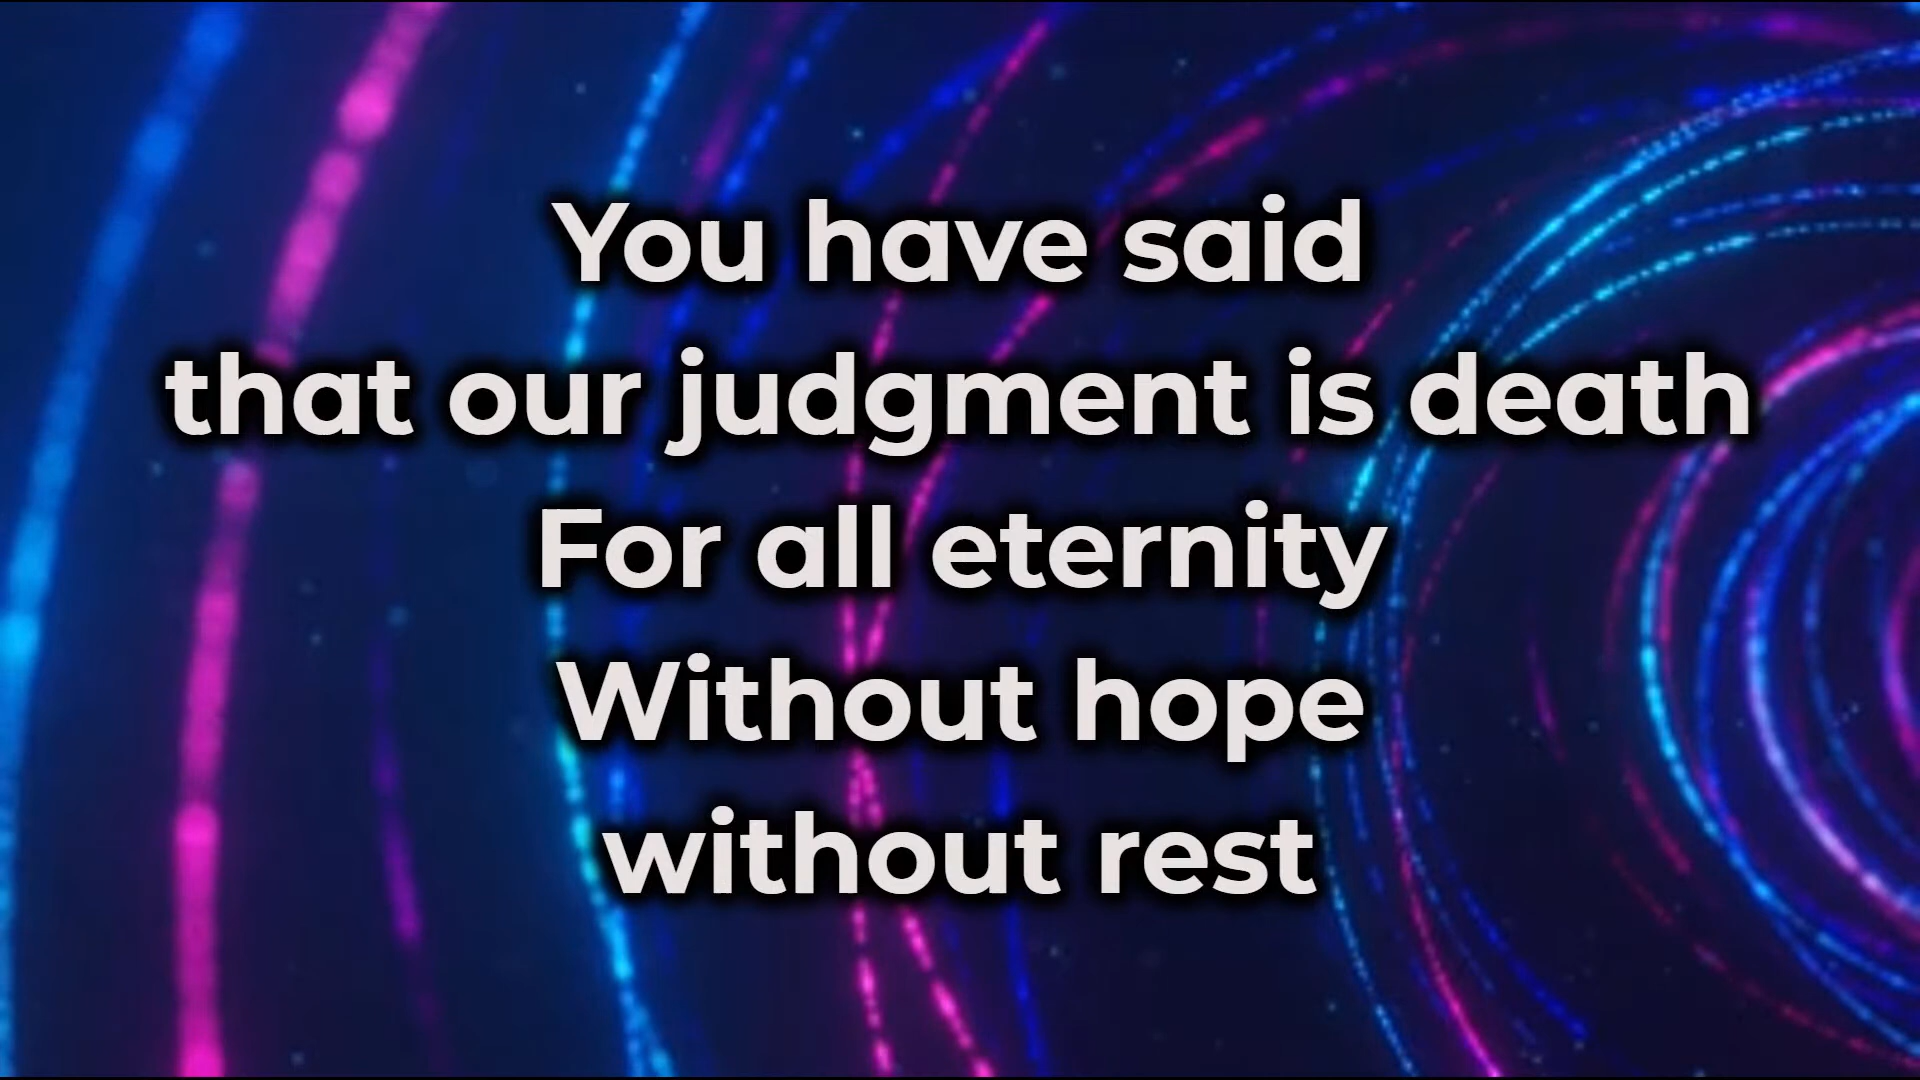 You have said
that our judgment is death
For all eternity
Without hope
without rest